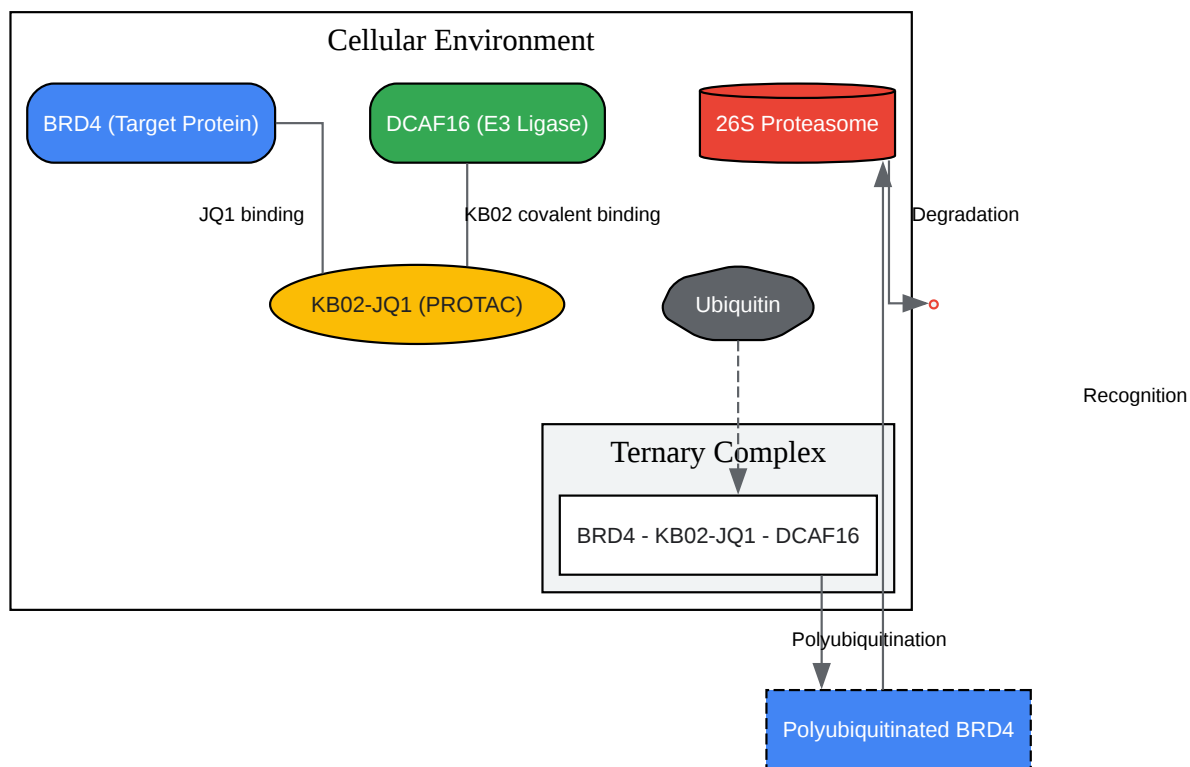 Cellular Environment
BRD4 (Target Protein)
DCAF16 (E3 Ligase)
26S Proteasome
JQ1 binding
KB02 covalent binding
Degradation
KB02-JQ1 (PROTAC)
Ubiquitin
Recognition
Ternary Complex
BRD4 - KB02-JQ1 - DCAF16
Polyubiquitination
Polyubiquitinated BRD4